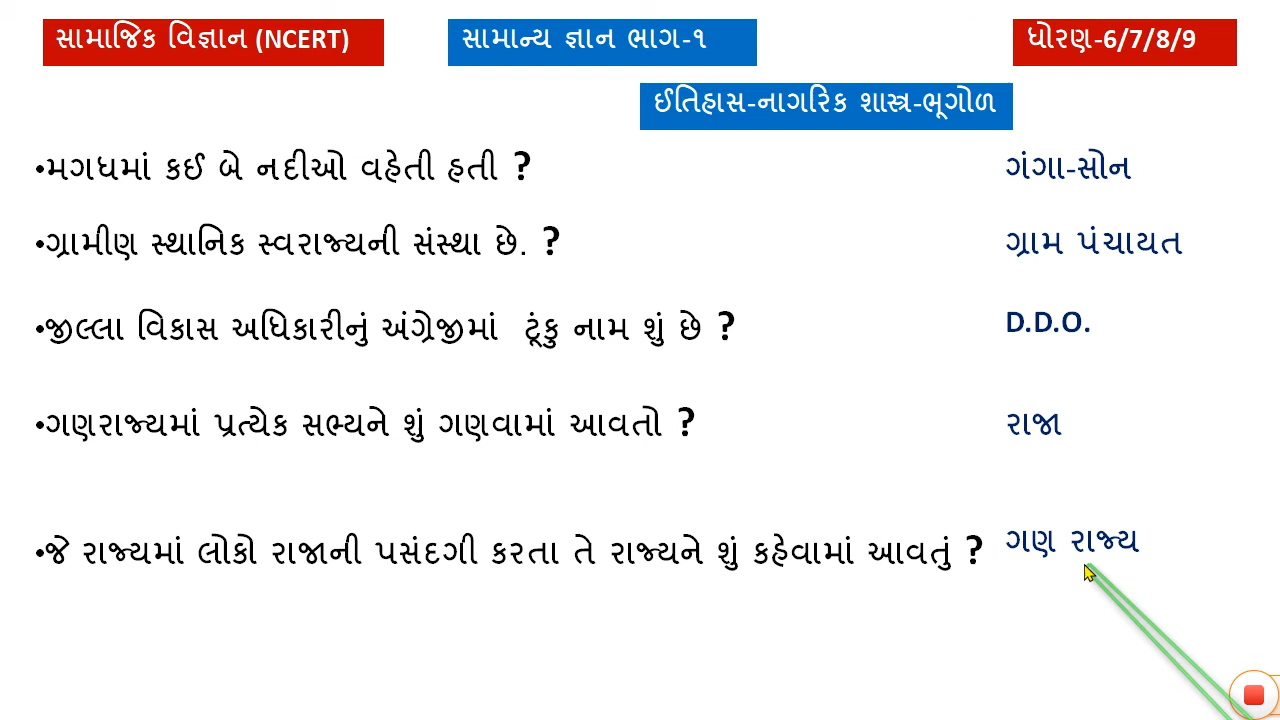 સામાજિક વિજ્ઞાન (NCERT) સામાન્ય જ્ઞાન ભાગ-૧ ધોરણ-6/7/8/9
ઈતિહાસ-નાગરિક શાસ્ત્ર-ભૂગોળ
•મગધમાં કઈ બે નદીઓ વહેતી હતી ? ગંગા-સોન
•ગ્રામીણ સ્થાનિક સ્વરાજ્યની સંસ્થા છે. ? ગ્રામ પંચાયત
•જીલ્લા વિકાસ અધિકારીનું અંગ્રેજીમાં ટૂંકુ નામ શું છે ? D.D.O.
•ગણરાજ્યમાં પ્રત્યેક સભ્યને શું ગણવામાં આવતો ? રાજા
•જે રાજ્યમાં લોકો રાજાની પસંદગી કરતા તે રાજ્યને શું કહેવામાં આવતું ? ગણ રાજ્ય